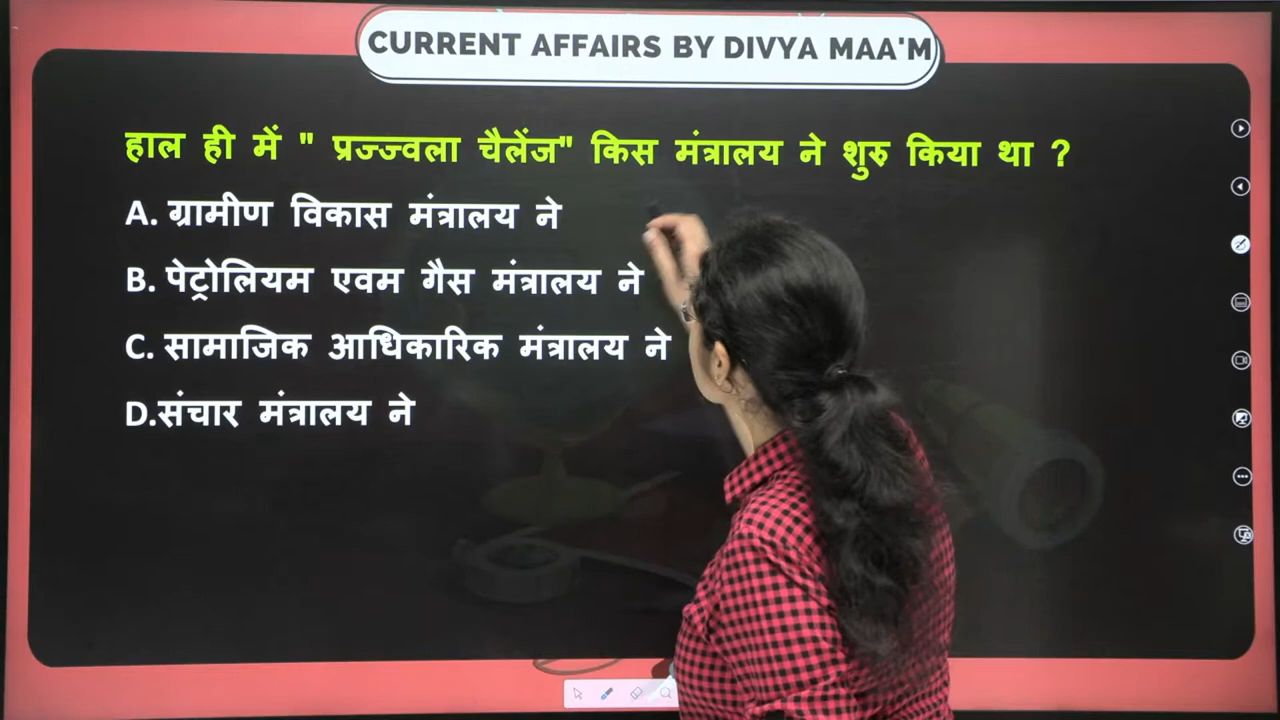 CURRENT AFFAIRS BY DIVYA MAA'M
हाल ही में " प्रज्ज्वला चैलेंज" किस मंत्रालय ने शुरु किया था ?
A. ग्रामीण विकास मंत्रालय ने
B. पेट्रोलियम एवम गैस मंत्रालय ने
C. सामाजिक आधिकारिक मंत्रालय ने
D.संचार मंत्रालय ने